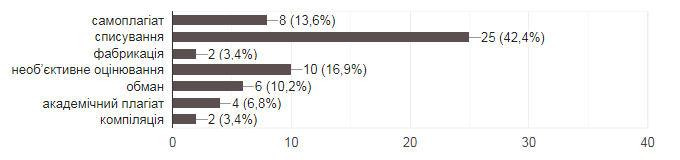 самоплагіат 8 (13,6%)
списування 25 (42,4%)
фабрикація 2 (3,4%)
необ'єктивне оцінювання 10 (16,9%)
обман 6 (10,2%)
академічний плагіат 4 (6,8%)
компіляція 2 (3,4%)
0 10 20 30 40